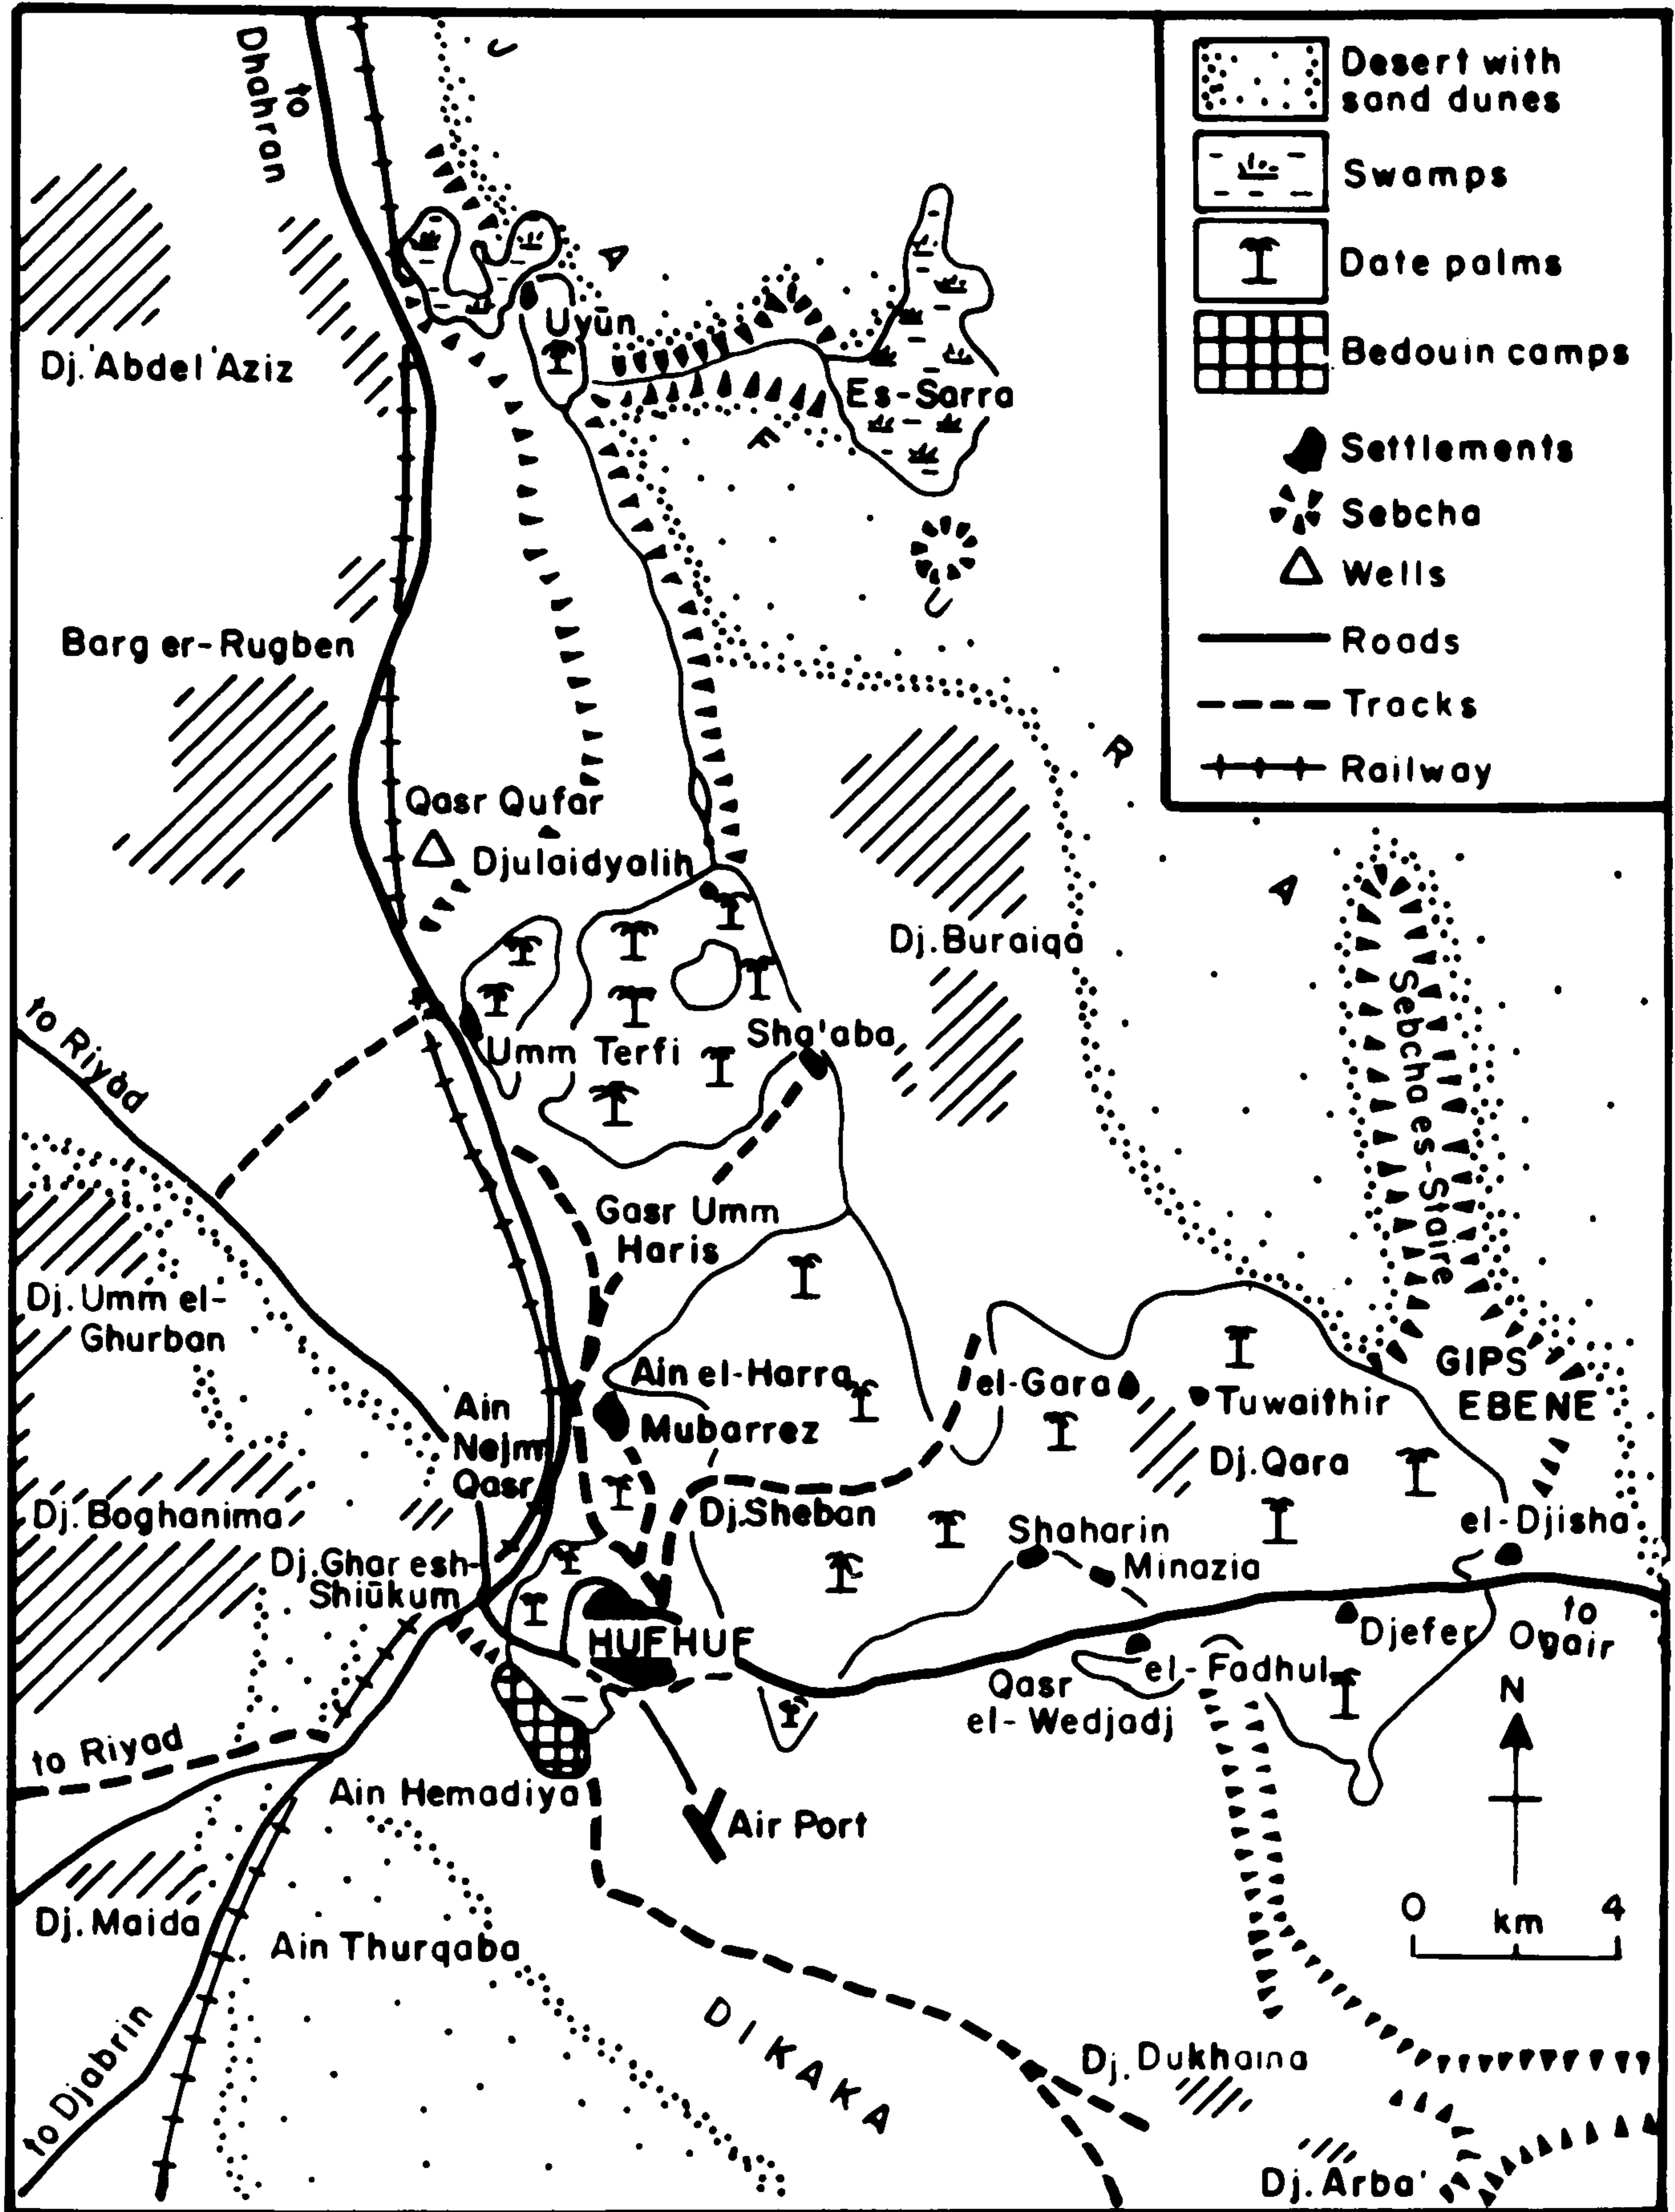 to
Dhahran
Desert with
sand dunes
Swamps
Date palms
Bedouin camps
Settlements
Sebcha
Wells
Roads
Tracks
Railway
J
A
F
U
R
A
Uyūn
Es-Sarra
Dj.'Abdel 'Aziz
Barg er-Rugben
Qasr Qufar
Djulaidyalih
Dj.Buraiqa
Sebcha es-Staire
to Riyad
Umm Terfi
Sha'aba
Gasr Umm
Haris
Dj.Umm el-
Ghurban
GIPS
EBENE
Ain el-Harra
el-Gara
Tuwaithir
'Ain
Nejm
Qasr
Mubarrez
Dj.Qara
Dj. Boghanima
Dj.Sheban
el-Djisha
Shaharin
Minazia
Dj.Ghar esh-
Shiūkum
HUFHUF
to
Oqair
Djefer
el-Fadhul
Qasr
el-Wedjadj
N
to Riyad
Ain Hemadiya
Air Port
Dj. Maida
Ain Thurqaba
0 km 4
DIKAKA
to Djabrin
Dj. Dukhaina
Dj. Arba'